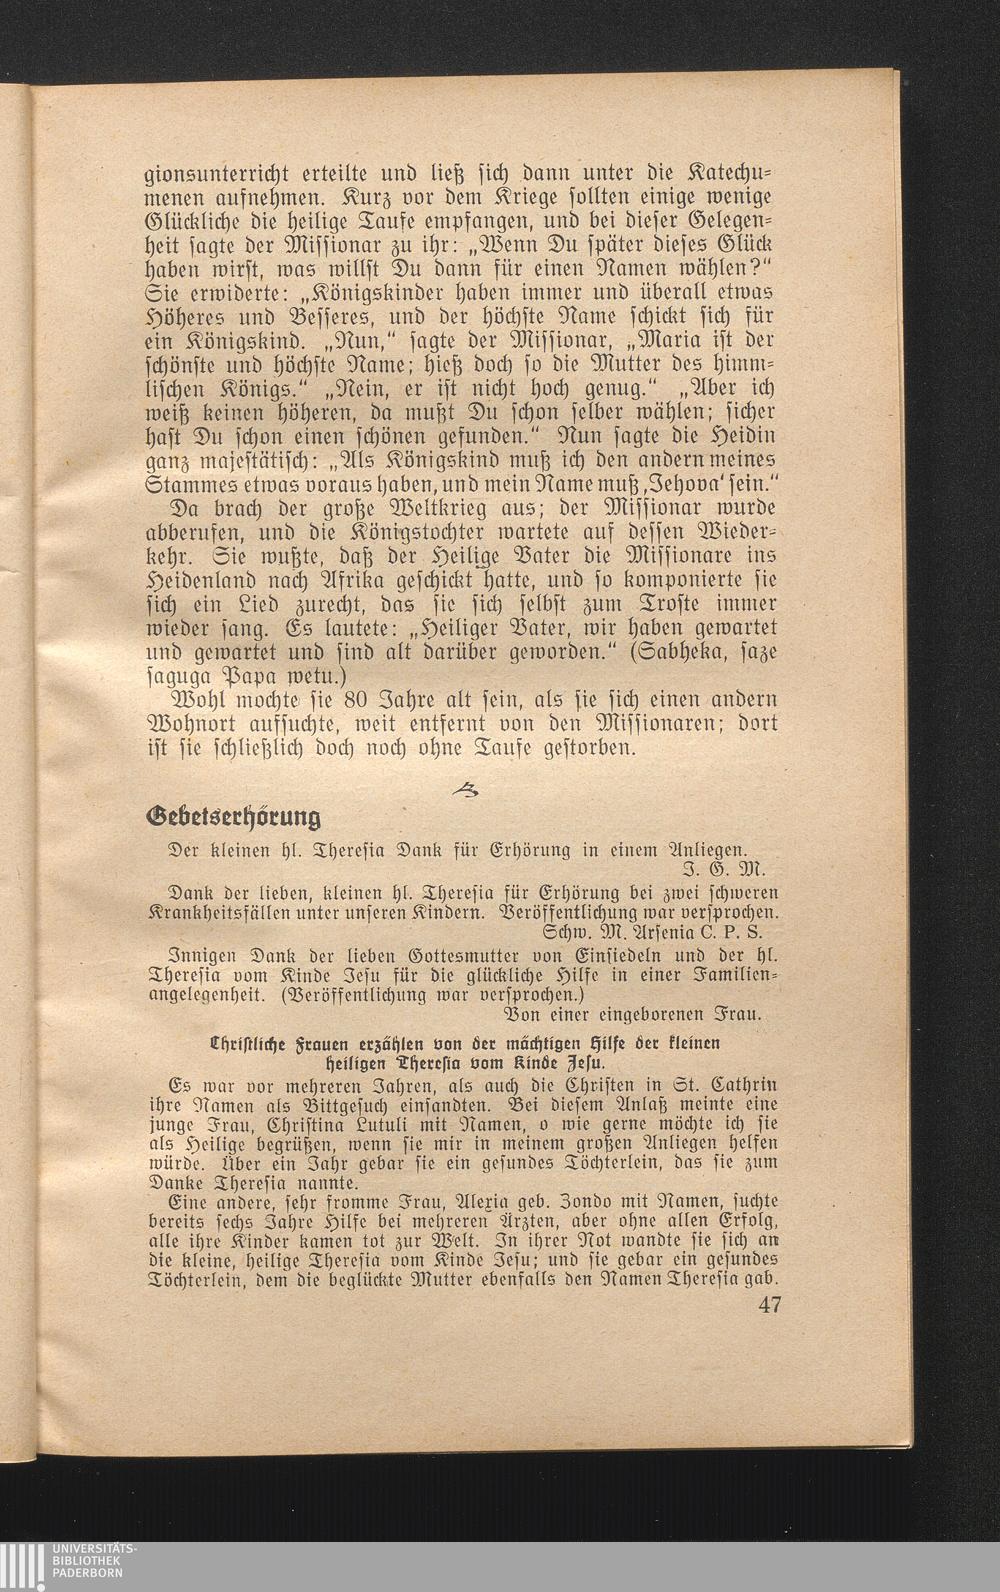 gionsunterricht erteilte und ließ sich dann unter die Katechu-
menen aufnehmen. Kurz vor dem Kriege sollten einige wenige
Glückliche die heilige Taufe empfangen, und bei dieser Gelegen-
heit sagte der Missionar zu ihr: „Wenn Du später dieses Glück
haben wirst, was willst Du dann für einen Namen wählen?“
Sie erwiderte: „Königskinder haben immer und überall etwas
Höheres und Besseres, und der höchste Name schickt sich für
ein Königskind. „Nun,“ sagte der Missionar, „Maria ist der
schönste und höchste Name; hieß doch so die Mutter des himm-
lischen Königs.“ „Nein, er ist nicht hoch genug.“ „Aber ich
weiß keinen höheren, da mußt Du schon selber wählen; sicher
hast Du schon einen schönen gefunden.“ Nun sagte die Heidin
ganz majestätisch: „Als Königskind muß ich den andern meines
Stammes etwas voraus haben, und mein Name muß ‚Jehova‘ sein.“
Da brach der große Weltkrieg aus; der Missionar wurde
abberufen, und die Königstochter wartete auf dessen Wieder-
kehr. Sie wußte, daß der Heilige Vater die Missionare ins
Heidenland nach Afrika geschickt hatte, und so komponierte sie
sich ein Lied zurecht, das sie sich selbst zum Troste immer
wieder sang. Es lautete: „Heiliger Vater, wir haben gewartet
und gewartet und sind alt darüber geworden.“ (Sabheka, saze
saguga Papa wetu.)
Wohl mochte sie 80 Jahre alt sein, als sie sich einen andern
Wohnort aufsuchte, weit entfernt von den Missionaren; dort
ist sie schließlich doch noch ohne Taufe gestorben.
Gebetserhörung
Der kleinen hl. Theresia Dank für Erhörung in einem Anliegen.
J. G. M.
Dank der lieben, kleinen hl. Theresia für Erhörung bei zwei schweren
Krankheitsfällen unter unseren Kindern. Veröffentlichung war versprochen.
Schw. M. Arsenia C. P. S.
Innigen Dank der lieben Gottesmutter von Einsiedeln und der hl.
Theresia vom Kinde Jesu für die glückliche Hilfe in einer Familien-
angelegenheit. (Veröffentlichung war versprochen.)
Von einer eingeborenen Frau.
Christliche Frauen erzählen von der mächtigen Hilfe der kleinen
heiligen Theresia vom Kinde Jesu.
Es war vor mehreren Jahren, als auch die Christen in St. Cathrin
ihre Namen als Bittgesuch einsandten. Bei diesem Anlaß meinte eine
junge Frau, Christina Lutuli mit Namen, o wie gerne möchte ich sie
als Heilige begrüßen, wenn sie mir in meinem großen Anliegen helfen
würde. Über ein Jahr gebar sie ein gesundes Töchterlein, das sie zum
Danke Theresia nannte.
Eine andere, sehr fromme Frau, Alexia geb. Zondo mit Namen, suchte
bereits sechs Jahre Hilfe bei mehreren Ärzten, aber ohne allen Erfolg,
alle ihre Kinder kamen tot zur Welt. In ihrer Not wandte sie sich an
die kleine, heilige Theresia vom Kinde Jesu; und sie gebar ein gesundes
Töchterlein, dem die beglückte Mutter ebenfalls den Namen Theresia gab.
47
UNIVERSITÄTS-
BIBLIOTHEK
PADERBORN